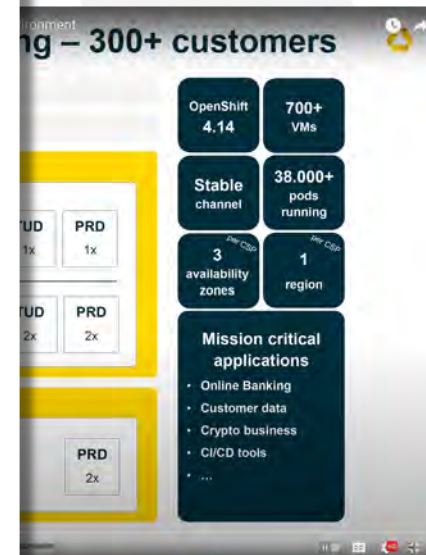 ironment
ng – 300+ customers
OpenShift
4.14
700+
VMs
Stable
channel
38.000+
pods
running
per CSP
3
availability
zones
per CSP
1
region
TUD
1x
PRD
1x
TUD
2x
PRD
2x
Mission critical
applications
• Online Banking
• Customer data
• Crypto business
• CI/CD tools
• ...
PRD
2x